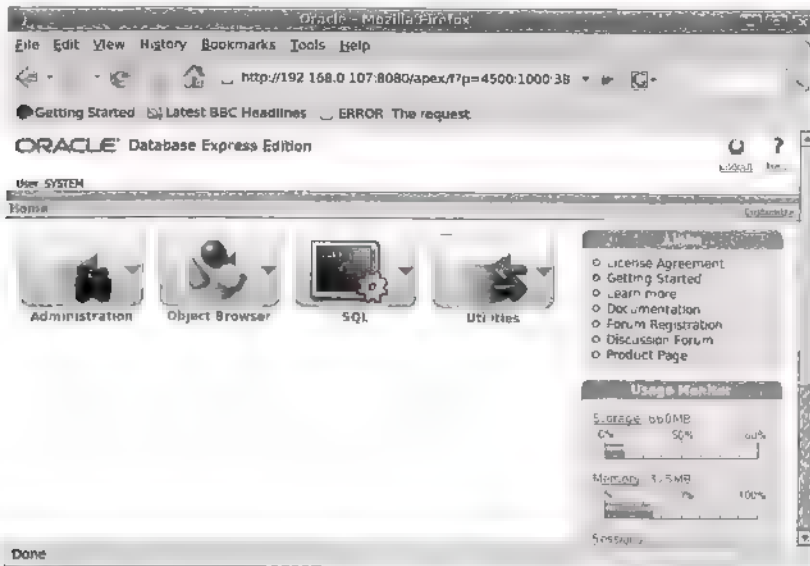 Oracle - Mozilla Firefox
File Edit View History Bookmarks Tools Help
http://192 168.0 107:8080/apex/f?p=4500:1000:38
Getting Started Latest BBC Headlines ERROR The request
ORACLE Database Express Edition
User SYSTEM
Home
Customize
Administration
Object Browser
SQL
Utilities
License Agreement
Getting Started
Learn more
Documentation
Forum Registration
Discussion Forum
Product Page
Usage Monitor
Storage
0% 50%
Memory
100%
Sessions
Done